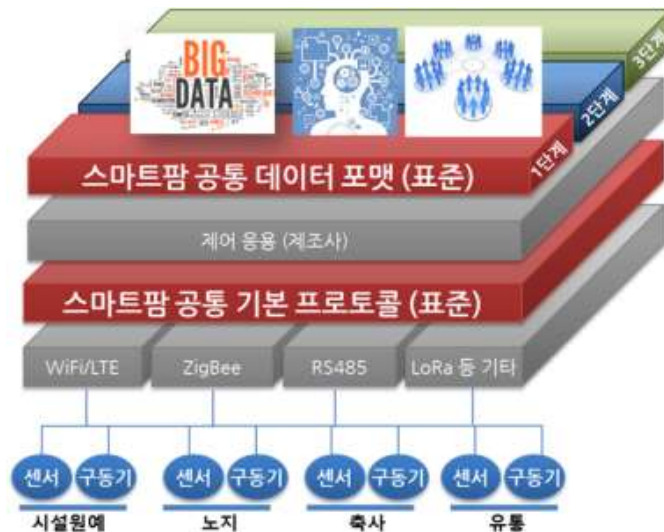 BIG
DATA
3단계
2단계
1단계
스마트팜 공통 데이터 포맷 (표준)
제어 응용 (제조사)
스마트팜 공통 기본 프로토콜 (표준)
WiFi/LTE
ZigBee
RS485
LoRa 등 기타
센서
구동기
센서
구동기
센서
구동기
센서
구동기
시설원예
노지
축사
유통